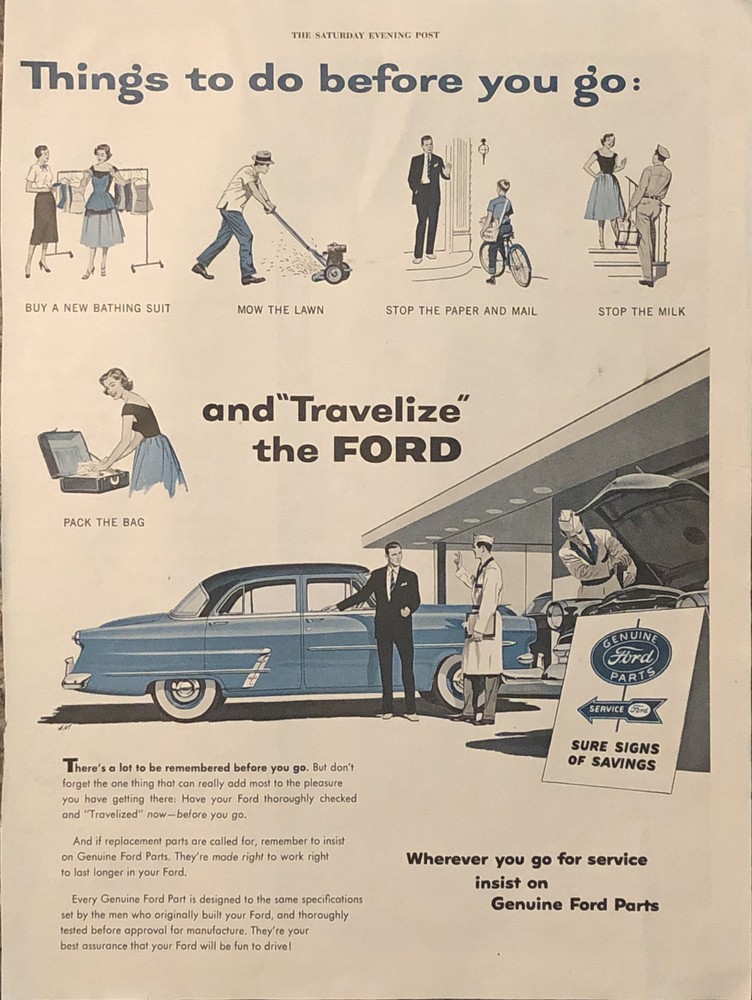 THE SATURDAY EVENING POST
Things to do before you go:
BUY A NEW BATHING SUIT
MOW THE LAWN
STOP THE PAPER AND MAIL
STOP THE MILK
PACK THE BAG
and "Travelize"
the FORD
GENUINE
Ford
PARTS
SERVICE Ford
SURE SIGNS
OF SAVINGS
There's a lot to be remembered before you go. But don't
forget the one thing that can really add most to the pleasure
you have getting there: Have your Ford thoroughly checked
and "Travelized" now—before you go.
And if replacement parts are called for, remember to insist
on Genuine Ford Parts. They're made right to work right
to last longer in your Ford.
Every Genuine Ford Part is designed to the same specifications
set by the men who originally built your Ford, and thoroughly
tested before approval for manufacture. They're your
best assurance that your Ford will be fun to drive!
Wherever you go for service
insist on
Genuine Ford Parts